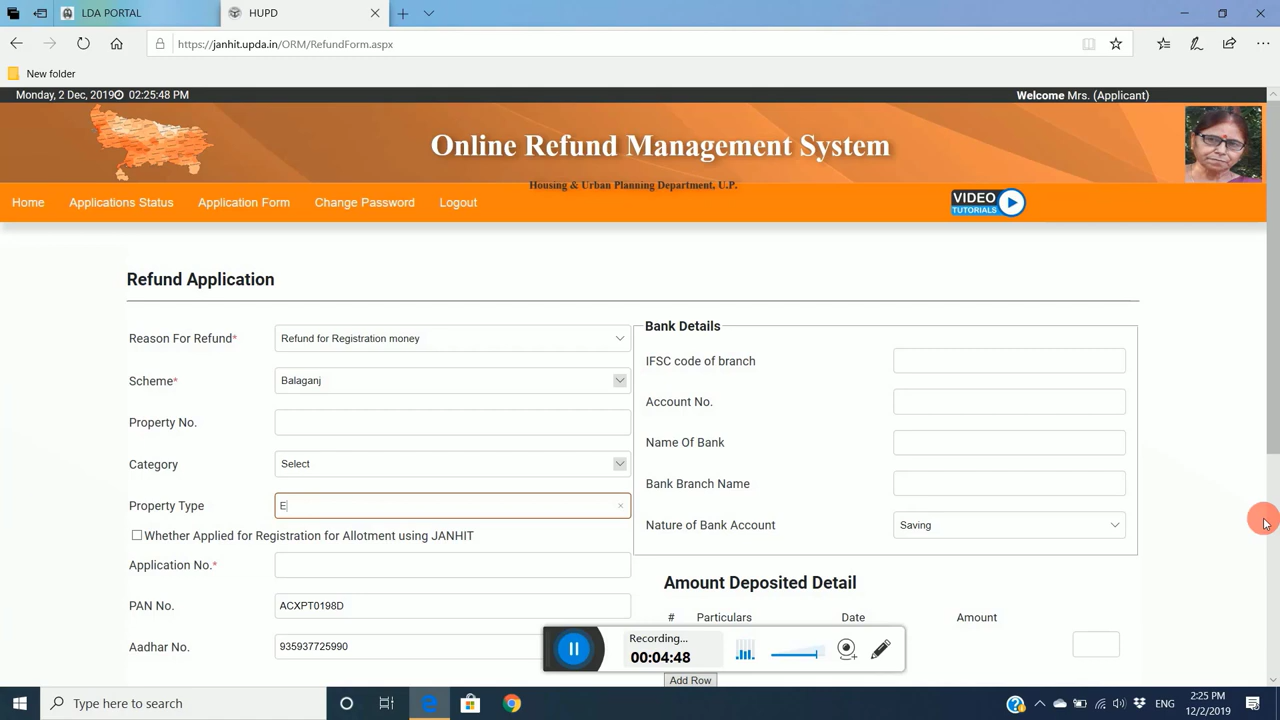 LDA PORTAL
HUPD
https://janhit.upda.in/ORM/RefundForm.aspx
New folder
Monday, 2 Dec, 2019 02:25:48 PM
Welcome Mrs. (Applicant)
Online Refund Management System
Housing & Urban Planning Department, U.P.
Home
Applications Status
Application Form
Change Password
Logout
VIDEO
TUTORIALS
Refund Application
Reason For Refund*
Refund for Registration money
Scheme*
Balaganj
Property No.
Category
Select
Property Type
E
Whether Applied for Registration for Allotment using JANHIT
Application No.*
PAN No.
ACXPT0198D
Aadhar No.
935937725990
Bank Details
IFSC code of branch
Account No.
Name Of Bank
Bank Branch Name
Nature of Bank Account
Saving
Amount Deposited Detail
# Particulars Date Amount
Add Row
Recording...
00:04:48
Type here to search
ENG
2:25 PM
12/2/2019